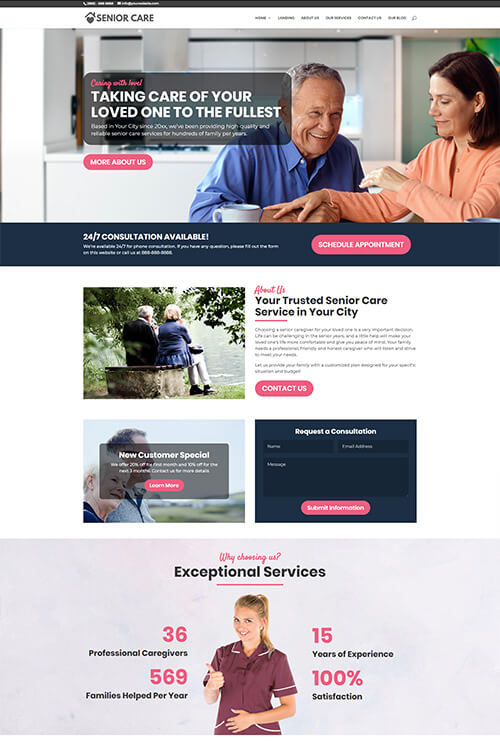 (888) - 888-8888 info@yourwebsite.com
SENIOR CARE
HOME LANDING ABOUT US OUR SERVICES CONTACT US OUR BLOG
Caring with love!
TAKING CARE OF YOUR
LOVED ONE TO THE FULLEST
Based in Your City since 20xx, we've been providing high quality and
reliable senior care services for hundreds of family per years.
MORE ABOUT US
24/7 CONSULTATION AVAILABLE!
We're available 24/7 for phone consultation. If you have any question, please fill out the form
on this website or call us at 888-888-8888.
SCHEDULE APPOINTMENT
About Us
Your Trusted Senior Care
Service in Your City
Choosing a senior caregiver for your loved one is a very important decision.
Life can be challenging in the senior years, and a little help will make your
loved one's life more comfortable and give you peace of mind. Your family
needs a professional, friendly and honest caregiver who will listen and strive
to meet your needs.
Let us provide your family with a customized plan designed for your specific
situation and budget!
CONTACT US
New Customer Special
We offer 20% off for first month and 10% off for the
next 3 months! Contact us for more details.
Learn More
Request a Consultation
Name Email Address
Message
Submit Information
Why choosing us?
Exceptional Services
36
Professional Caregivers
569
Families Helped Per Year
15
Years of Experience
100%
Satisfaction